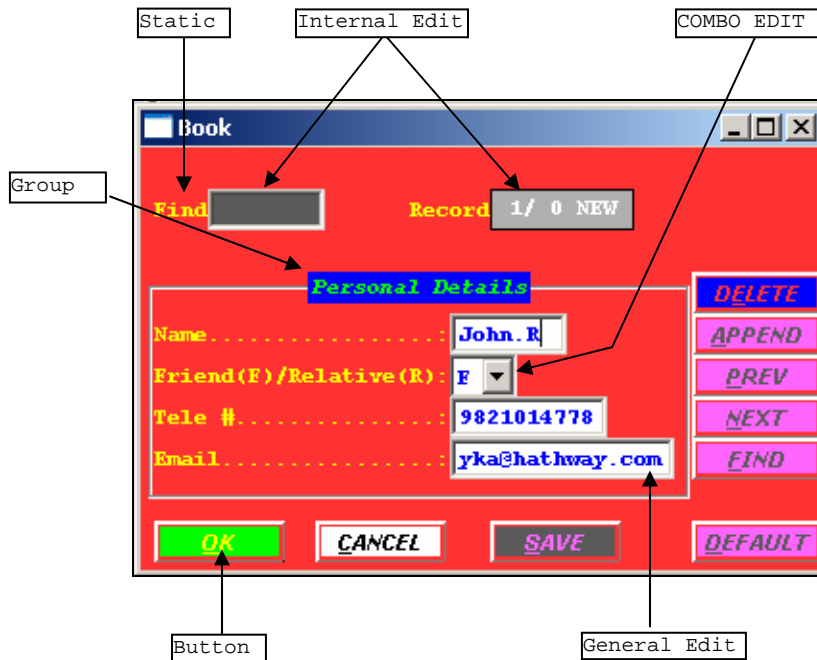 Static Internal Edit COMBO EDIT
Book
Group
Find Record 1/ 0 NEW
Personal Details
DELETE
Name.................: John.R APPEND
Friend(F)/Relative(R): F PREV
Tele #...............: 9821014778 NEXT
Email................: yka@hathway.com FIND
OK CANCEL SAVE DEFAULT
Button General Edit